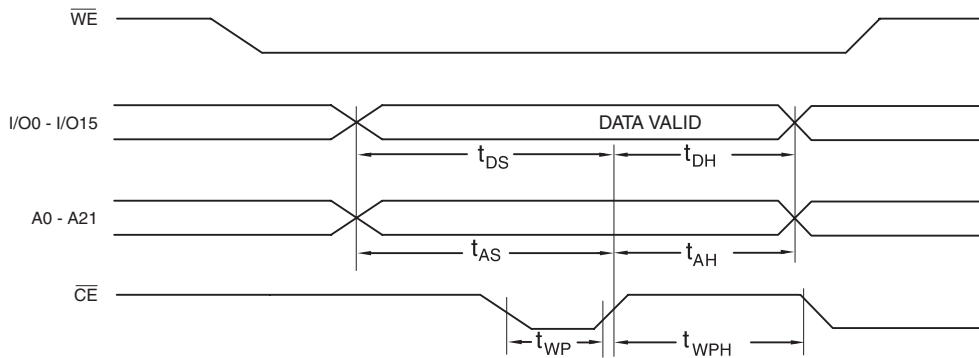 WE
I/O0 - I/O15
DATA VALID
tDS
tDH
A0 - A21
tAS
tAH
CE
tWP
tWPH